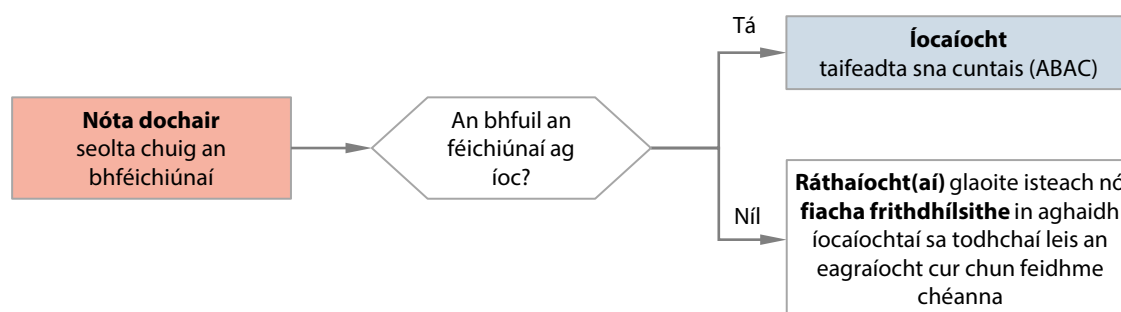 Nóta dochair
seolta chuig an
bhféichiúnaí
An bhfuil an
féichiúnaí ag
íoc?
Tá
Íocaíocht
taifeadta sna cuntais (ABAC)
Níl
Ráthaíocht(aí) glaoite isteach nó
fiacha frithdhílsithe in aghaidh
íocaíochtaí sa todhchaí leis an
eagraíocht cur chun feidhme
chéanna